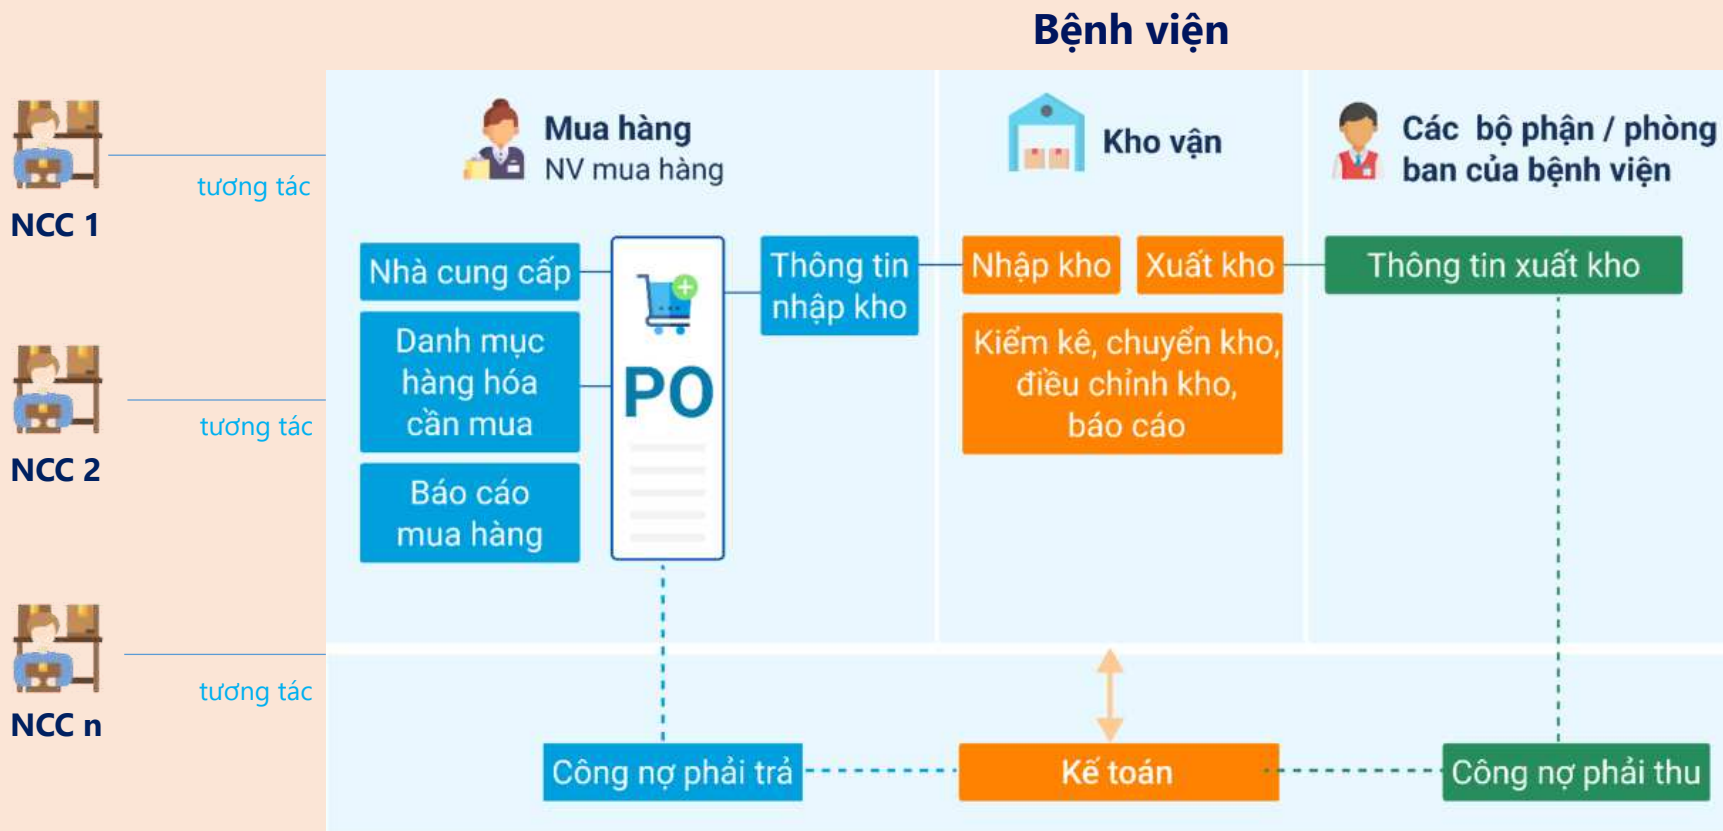 Bệnh viện
NCC 1
tương tác
NCC 2
tương tác
NCC n
tương tác
Mua hàng
NV mua hàng
Nhà cung cấp
Danh mục
hàng hóa
cần mua
Báo cáo
mua hàng
PO
Thông tin
nhập kho
Kho vận
Nhập kho
Xuất kho
Kiểm kê, chuyển kho,
điều chỉnh kho,
báo cáo
Các bộ phận / phòng
ban của bệnh viện
Thông tin xuất kho
Công nợ phải trả
Kế toán
Công nợ phải thu